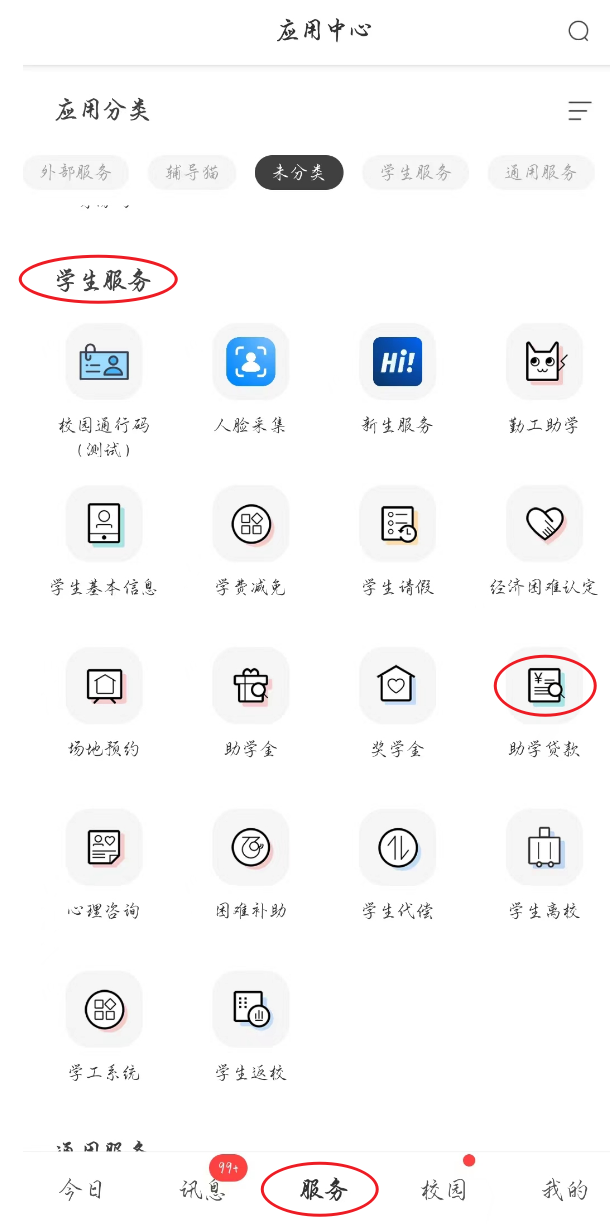 应用中心
应用分类
外部服务 辅导猫 未分类 学生服务 通用服务
学生服务
Hi!
校园通行码 人脸采集 新生服务 勤工助学
(测试)
学生基本信息 学费减免 学生请假 经济困难认定
¥
场地预约 助学金 奖学金 助学贷款
心理咨询 困难补助 学生代偿 学生离校
学工系统 学生返校
通用服务
99+
今日 讯息 服务 校园 我的